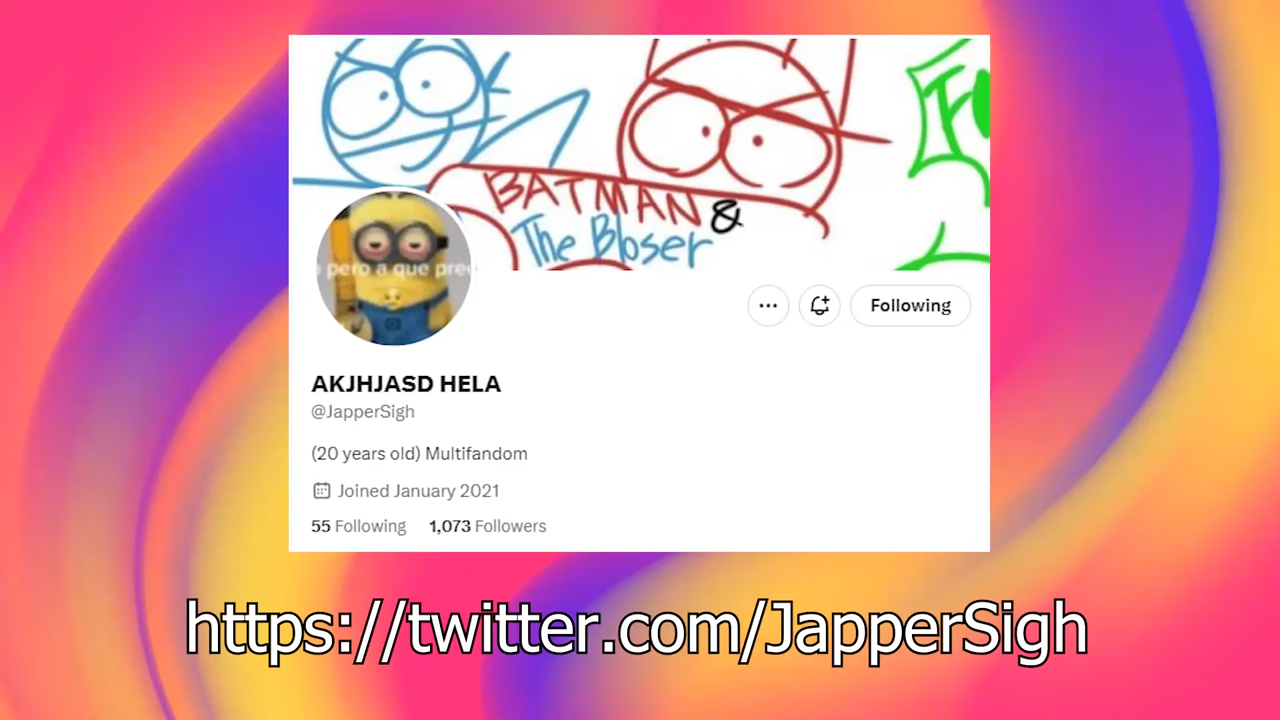 BATMAN &
The Bloser
pero a que
Following
AKJHJASD HELA
@JapperSigh
(20 years old) Multifandom
Joined January 2021
55 Following 1,073 Followers
https://twitter.com/JapperSigh